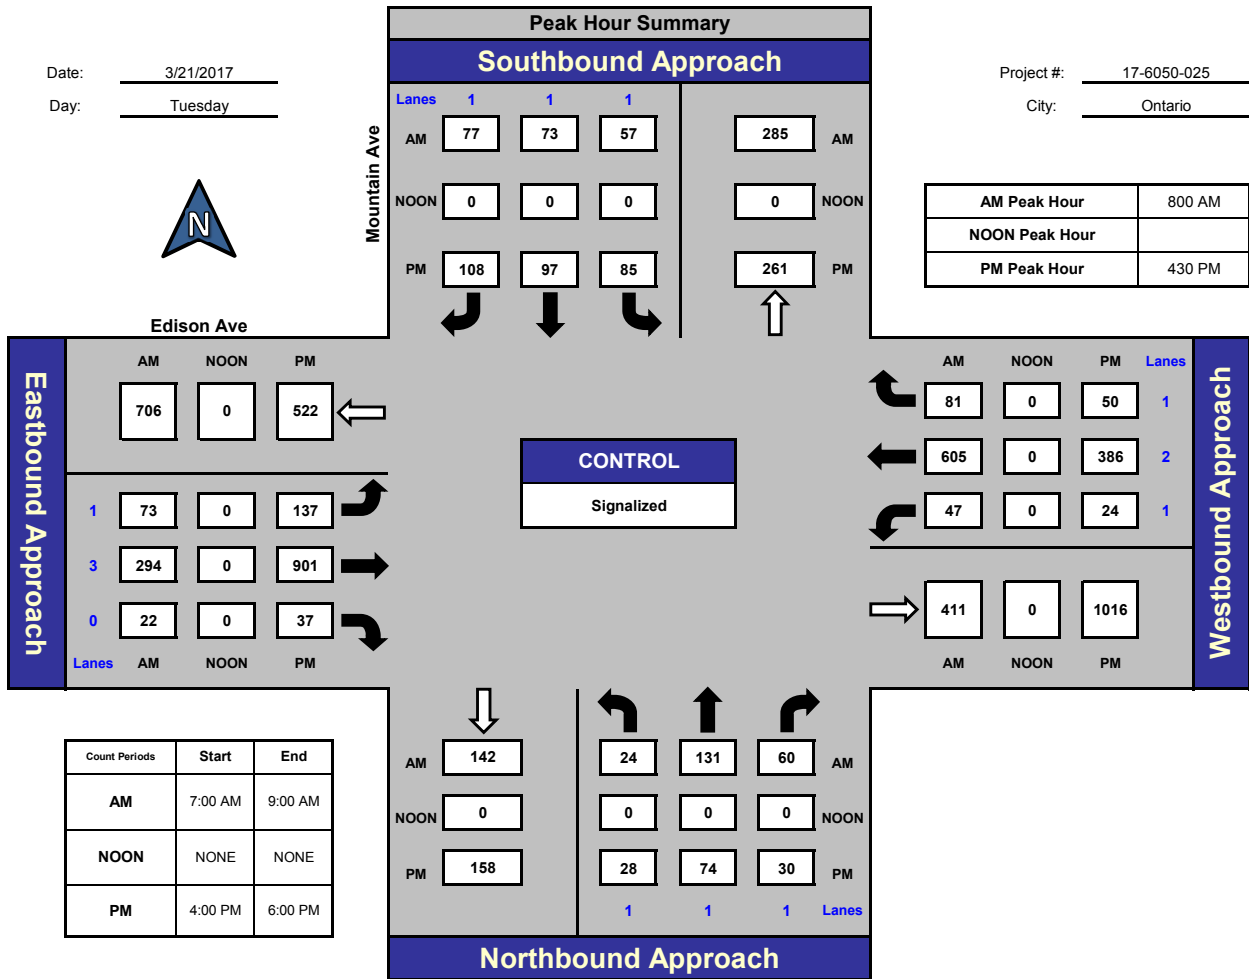 Peak Hour Summary
Southbound Approach
Date: 3/21/2017
Day: Tuesday
Project #: 17-6050-025
City: Ontario
N
Mountain Ave
Lanes 1 1 1
AM 77 73 57 285 AM
NOON 0 0 0 0 NOON
PM 108 97 85 261 PM
AM Peak Hour 800 AM
NOON Peak Hour
PM Peak Hour 430 PM
Edison Ave
Eastbound Approach
AM NOON PM
706 0 522
1 73 0 137
3 294 0 901
0 22 0 37
Lanes AM NOON PM
CONTROL
Signalized
Westbound Approach
AM NOON PM Lanes
81 0 50 1
605 0 386 2
47 0 24 1
411 0 1016
AM NOON PM
Count Periods Start End
AM 7:00 AM 9:00 AM
NOON NONE NONE
PM 4:00 PM 6:00 PM
AM 142 24 131 60 AM
NOON 0 0 0 0 NOON
PM 158 28 74 30 PM
1 1 1 Lanes
Northbound Approach